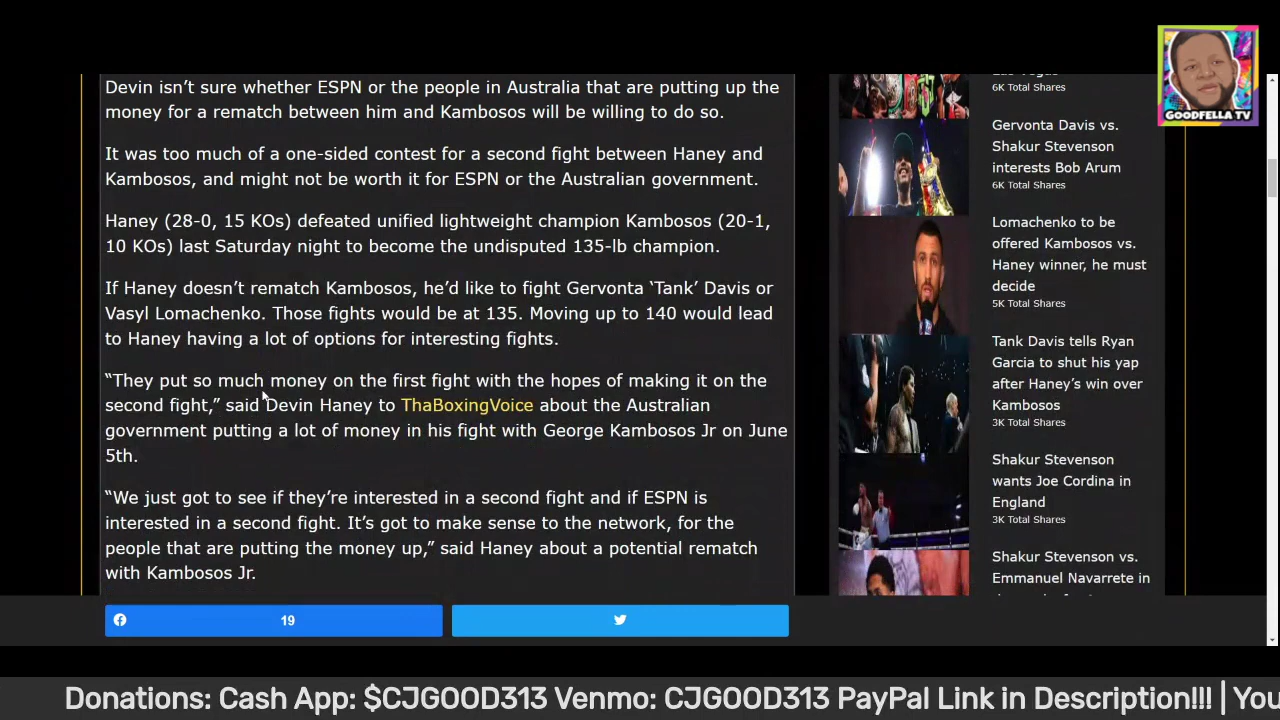 GOODFELLA TV
Devin isn’t sure whether ESPN or the people in Australia that are putting up the
money for a rematch between him and Kambosos will be willing to do so.
It was too much of a one-sided contest for a second fight between Haney and
Kambosos, and might not be worth it for ESPN or the Australian government.
Haney (28-0, 15 KOs) defeated unified lightweight champion Kambosos (20-1,
10 KOs) last Saturday night to become the undisputed 135-lb champion.
If Haney doesn’t rematch Kambosos, he’d like to fight Gervonta ‘Tank’ Davis or
Vasyl Lomachenko. Those fights would be at 135. Moving up to 140 would lead
to Haney having a lot of options for interesting fights.
“They put so much money on the first fight with the hopes of making it on the
second fight,” said Devin Haney to ThaBoxingVoice about the Australian
government putting a lot of money in his fight with George Kambosos Jr on June
5th.
“We just got to see if they’re interested in a second fight and if ESPN is
interested in a second fight. It’s got to make sense to the network, for the
people that are putting the money up,” said Haney about a potential rematch
with Kambosos Jr.
19
6K Total Shares
Gervonta Davis vs.
Shakur Stevenson
interests Bob Arum
6K Total Shares
Lomachenko to be
offered Kambosos vs.
Haney winner, he must
decide
5K Total Shares
Tank Davis tells Ryan
Garcia to shut his yap
after Haney’s win over
Kambosos
3K Total Shares
Shakur Stevenson
wants Joe Cordina in
England
3K Total Shares
Shakur Stevenson vs.
Emmanuel Navarrete in
Donations: Cash App: $CJGOOD313 Venmo: CJGOOD313 PayPal Link in Description!!! | You